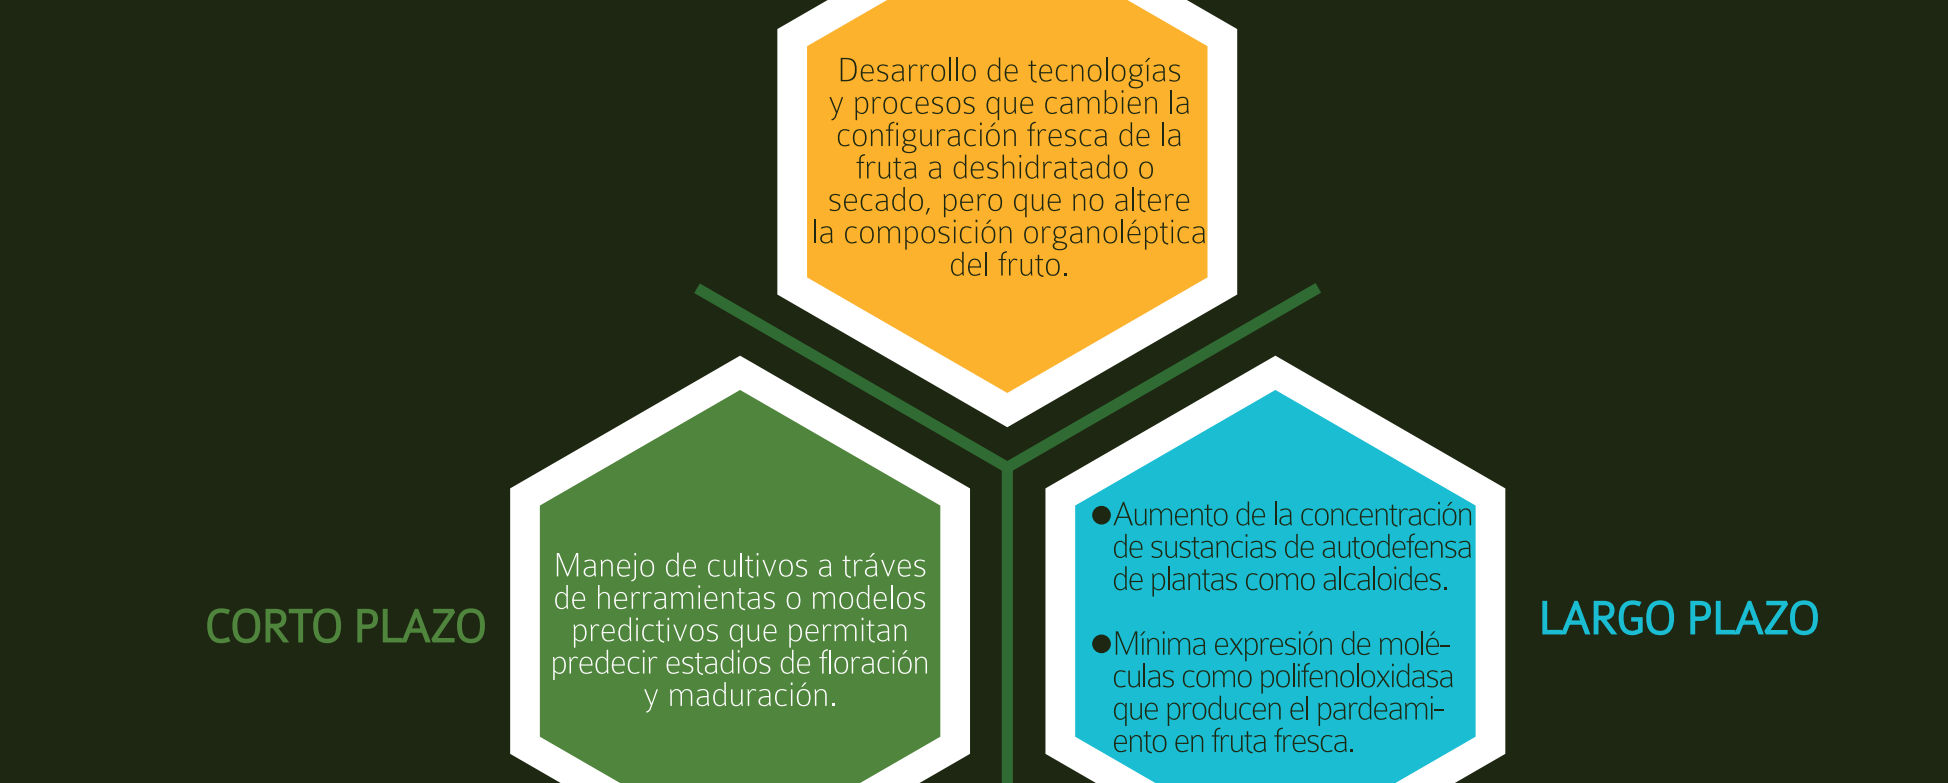 Desarrollo de tecnologías
y procesos que cambien la
configuración fresca de la
fruta a deshidratado o
secado, pero que no altere
la composición organoléptica
del fruto.
CORTO PLAZO
Manejo de cultivos a tráves
de herramientas o modelos
predictivos que permitan
predecir estadios de floración
y maduración.
●Aumento de la concentración
de sustancias de autodefensa
de plantas como alcaloides.
●Mínima expresión de molé-
culas como polifenoloxidasa
que producen el pardeami-
ento en fruta fresca.
LARGO PLAZO